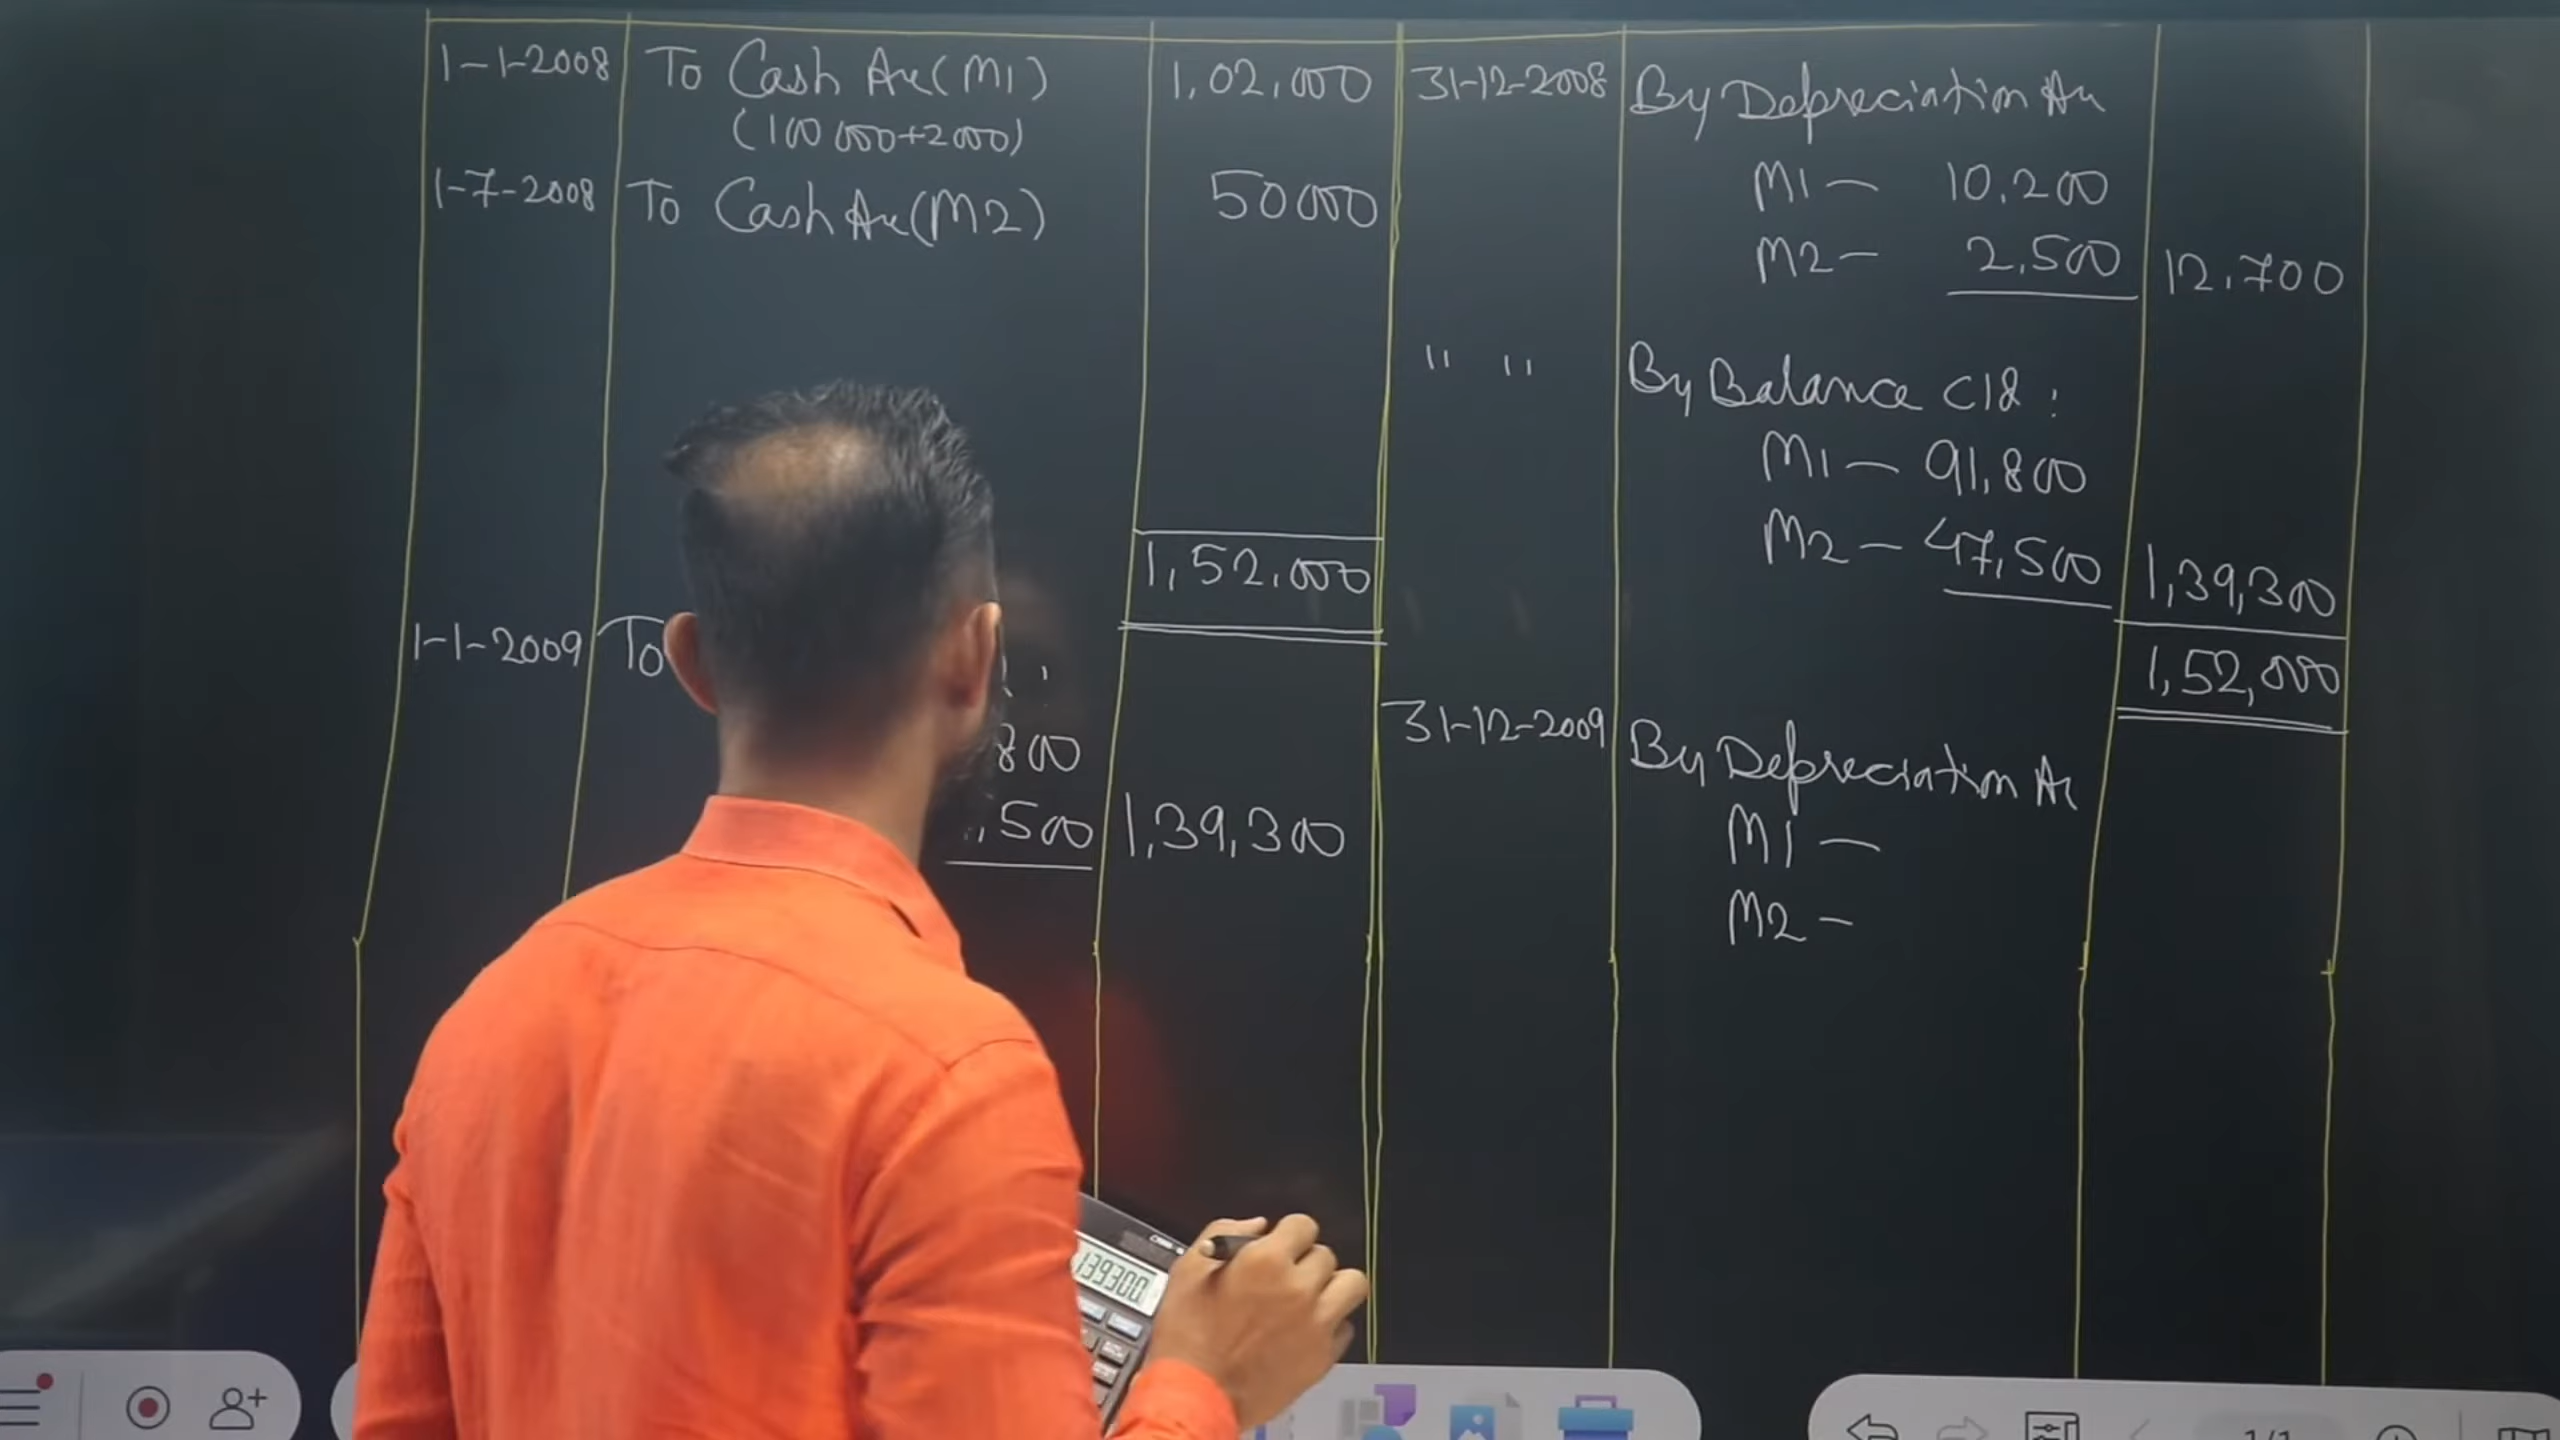 1-1-2008 To Cash A/c (M1) 1,02,000 31-12-2008 By Depreciation A/c
(100000+2000)
M1 – 10,200
1-7-2008 To Cash A/c (M2) 50000
M2 – 2,500 12,700
" " By Balance C/d :
M1 – 91,800
M2 – 47,500 1,39,300
1,52,000
1-1-2009 To
1,52,000
31-12-2009 By Depreciation A/c
800
M1 –
,500 1,39,300
M2 –
139300.
1/1